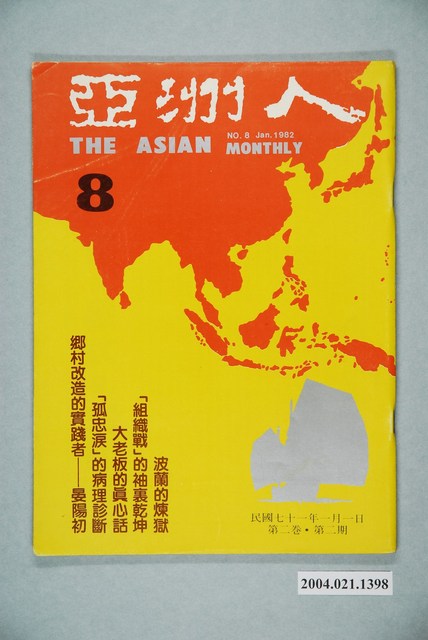 亞洲人
NO. 8 Jan. 1982
THE ASIAN MONTHLY
8
波蘭的煉獄
「組織戰」的袖裏乾坤
大老板的眞心話
「孤忠淚」的病理診斷
鄉村改造的實踐者——晏陽初
民國七十一年一月一日
第二卷・第二期
2004.021.1398